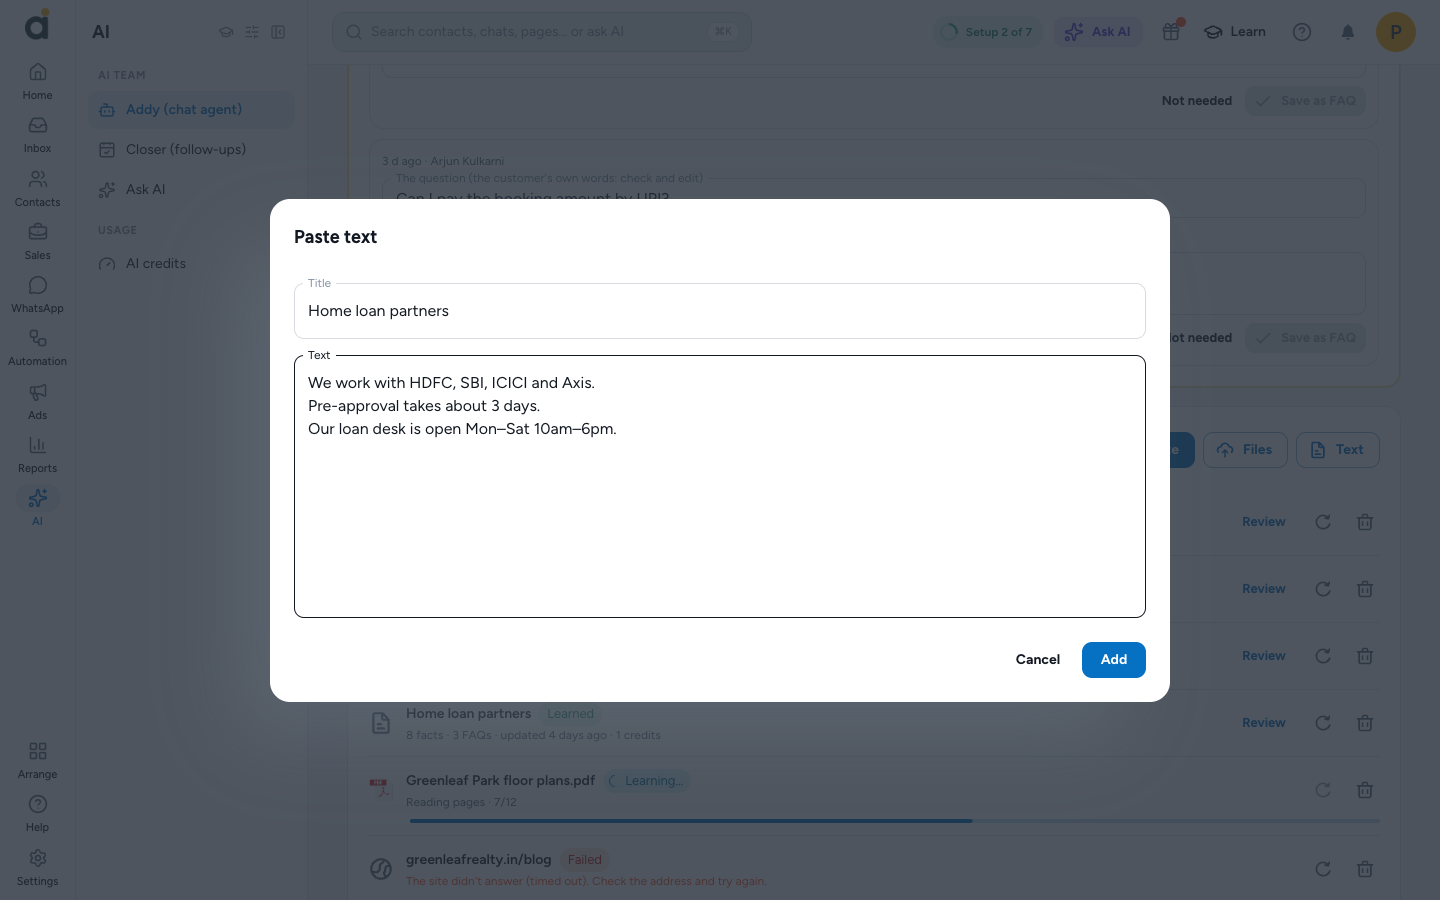 AI
Search contacts, chats, pages... or ask AI
⌘K
Setup 2 of 7
Ask AI
Learn
P
Home
Inbox
Contacts
Sales
WhatsApp
Automation
Ads
Reports
AI
Arrange
Help
Settings
AI TEAM
Addy (chat agent)
Closer (follow-ups)
Ask AI
USAGE
AI credits
Not needed
Save as FAQ
3 d ago · Arjun Kulkarni
The question (the customer's own words: check and edit)
Can I pay the booking amount by UPI?
Paste text
Title
Home loan partners
Text
We work with HDFC, SBI, ICICI and Axis.
Pre-approval takes about 3 days.
Our loan desk is open Mon–Sat 10am–6pm.
Cancel
Add
needed
Save as FAQ
Files
Text
Review
Review
Review
Home loan partners
Learned
Review
8 facts · 3 FAQs · updated 4 days ago · 1 credits
Greenleaf Park floor plans.pdf
Learning...
Reading pages · 7/12
greenleafrealty.in/blog
Failed
The site didn't answer (timed out). Check the address and try again.